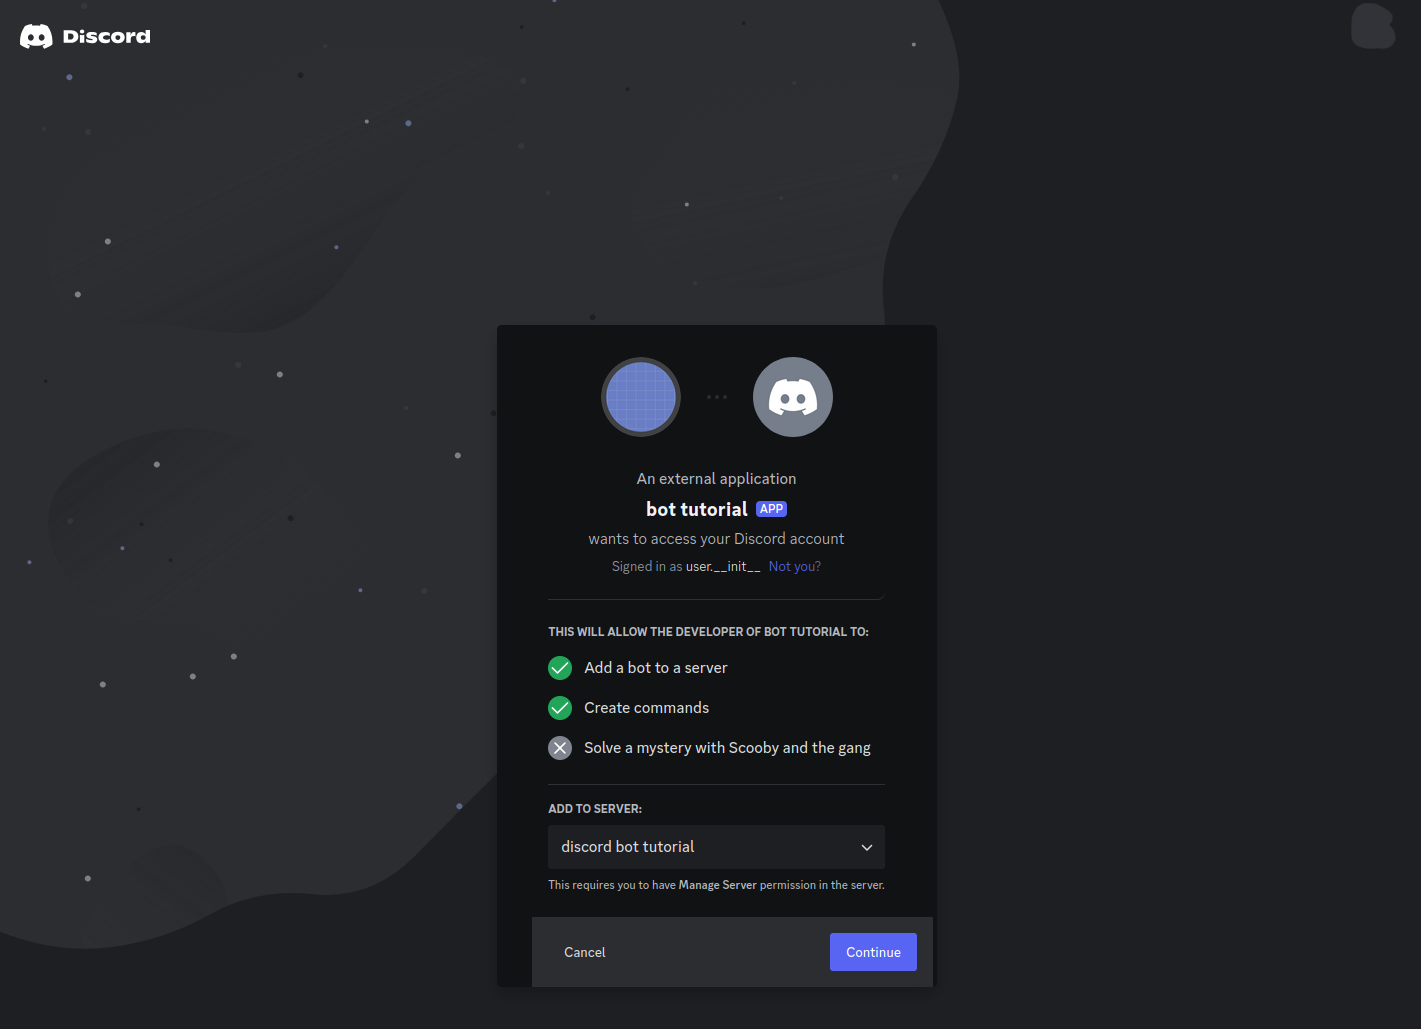 Discord
An external application
bot tutorial APP
wants to access your Discord account
Signed in as user.__init__ Not you?
THIS WILL ALLOW THE DEVELOPER OF BOT TUTORIAL TO:
Add a bot to a server
Create commands
Solve a mystery with Scooby and the gang
ADD TO SERVER:
discord bot tutorial
This requires you to have Manage Server permission in the server.
Cancel
Continue